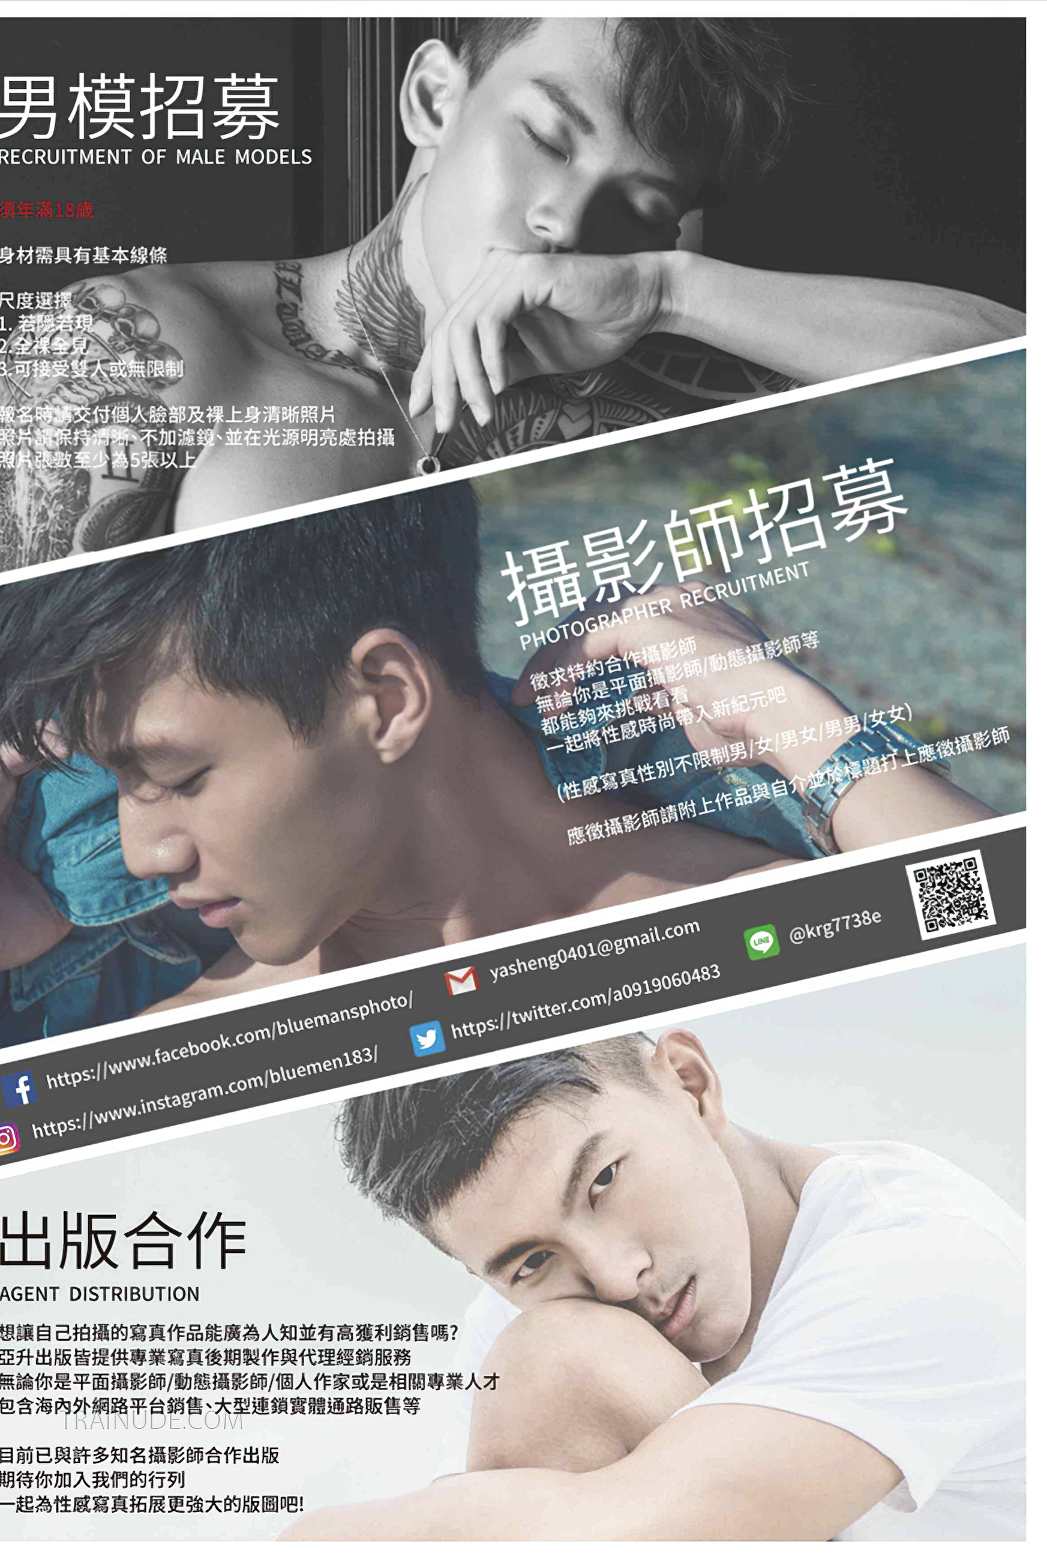 男模招募
RECRUITMENT OF MALE MODELS
須年滿18歲
身材需具有基本線條
尺度選擇
1. 若隱若現
2.全裸全見
3.可接受雙人或無限制
報名時請交付個人臉部及裸上身清晰照片
照片請保持清晰、不加濾鏡、並在光源明亮處拍攝
照片張數至少為5張以上
攝影師招募
PHOTOGRAPHER RECRUITMENT
徵求特約合作攝影師
無論你是平面攝影師/動態攝影師等
都能夠來挑戰看看
一起將性感時尚帶入新紀元吧
(性感寫真性別不限制男/女/男女/男男/女女)
應徵攝影師請附上作品與自介並於標題打上應徵攝影師
https://www.facebook.com/bluemansphoto/
yasheng0401@gmail.com
LINE
@krg7738e
https://www.instagram.com/bluemen183/
https://twitter.com/a0919060483
出版合作
AGENT DISTRIBUTION
想讓自己拍攝的寫真作品能廣為人知並有高獲利銷售嗎?
亞升出版皆提供專業寫真後期製作與代理經銷服務
無論你是平面攝影師/動態攝影師/個人作家或是相關專業人才
包含海內外網路平台銷售、大型連鎖實體通路販售等
TRAINUDE.COM
目前已與許多知名攝影師合作出版
期待你加入我們的行列
一起為性感寫真拓展更強大的版圖吧!